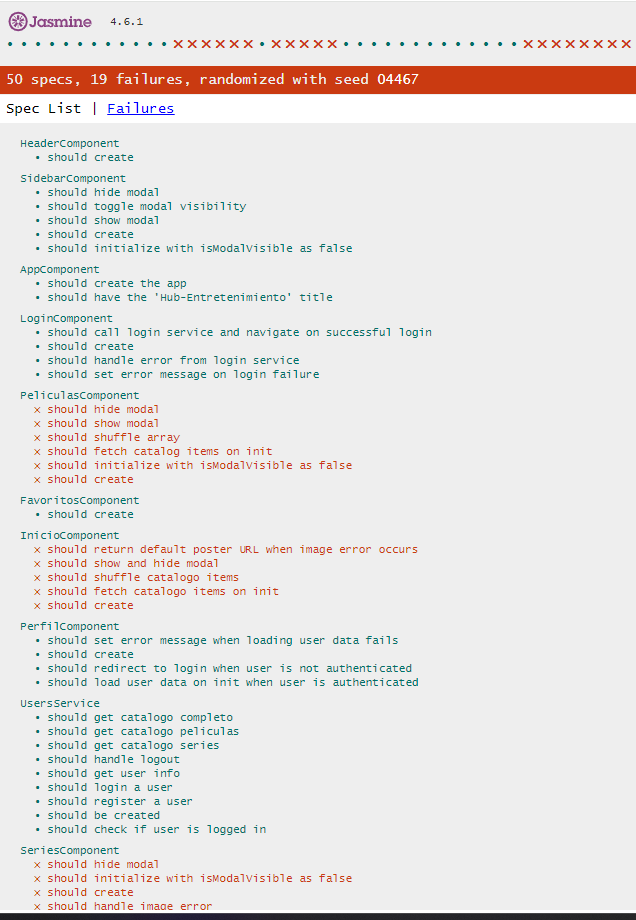 Jasmine 4.6.1
••••••••••••××××××•×××××•••••••••••••××××××××
50 specs, 19 failures, randomized with seed 04467
Spec List | Failures
HeaderComponent
• should create
SidebarComponent
• should hide modal
• should toggle modal visibility
• should show modal
• should create
• should initialize with isModalVisible as false
AppComponent
• should create the app
• should have the 'Hub-Entretenimiento' title
LoginComponent
• should call login service and navigate on successful login
• should create
• should handle error from login service
• should set error message on login failure
PeliculasComponent
× should hide modal
× should show modal
× should shuffle array
× should fetch catalog items on init
× should initialize with isModalVisible as false
× should create
FavoritosComponent
• should create
InicioComponent
× should return default poster URL when image error occurs
× should show and hide modal
× should shuffle catalogo items
× should fetch catalogo items on init
× should create
PerfilComponent
• should set error message when loading user data fails
• should create
• should redirect to login when user is not authenticated
• should load user data on init when user is authenticated
UsersService
• should get catalogo completo
• should get catalogo peliculas
• should get catalogo series
• should handle logout
• should get user info
• should login a user
• should register a user
• should be created
• should check if user is logged in
SeriesComponent
× should hide modal
× should initialize with isModalVisible as false
× should create
× should handle image error